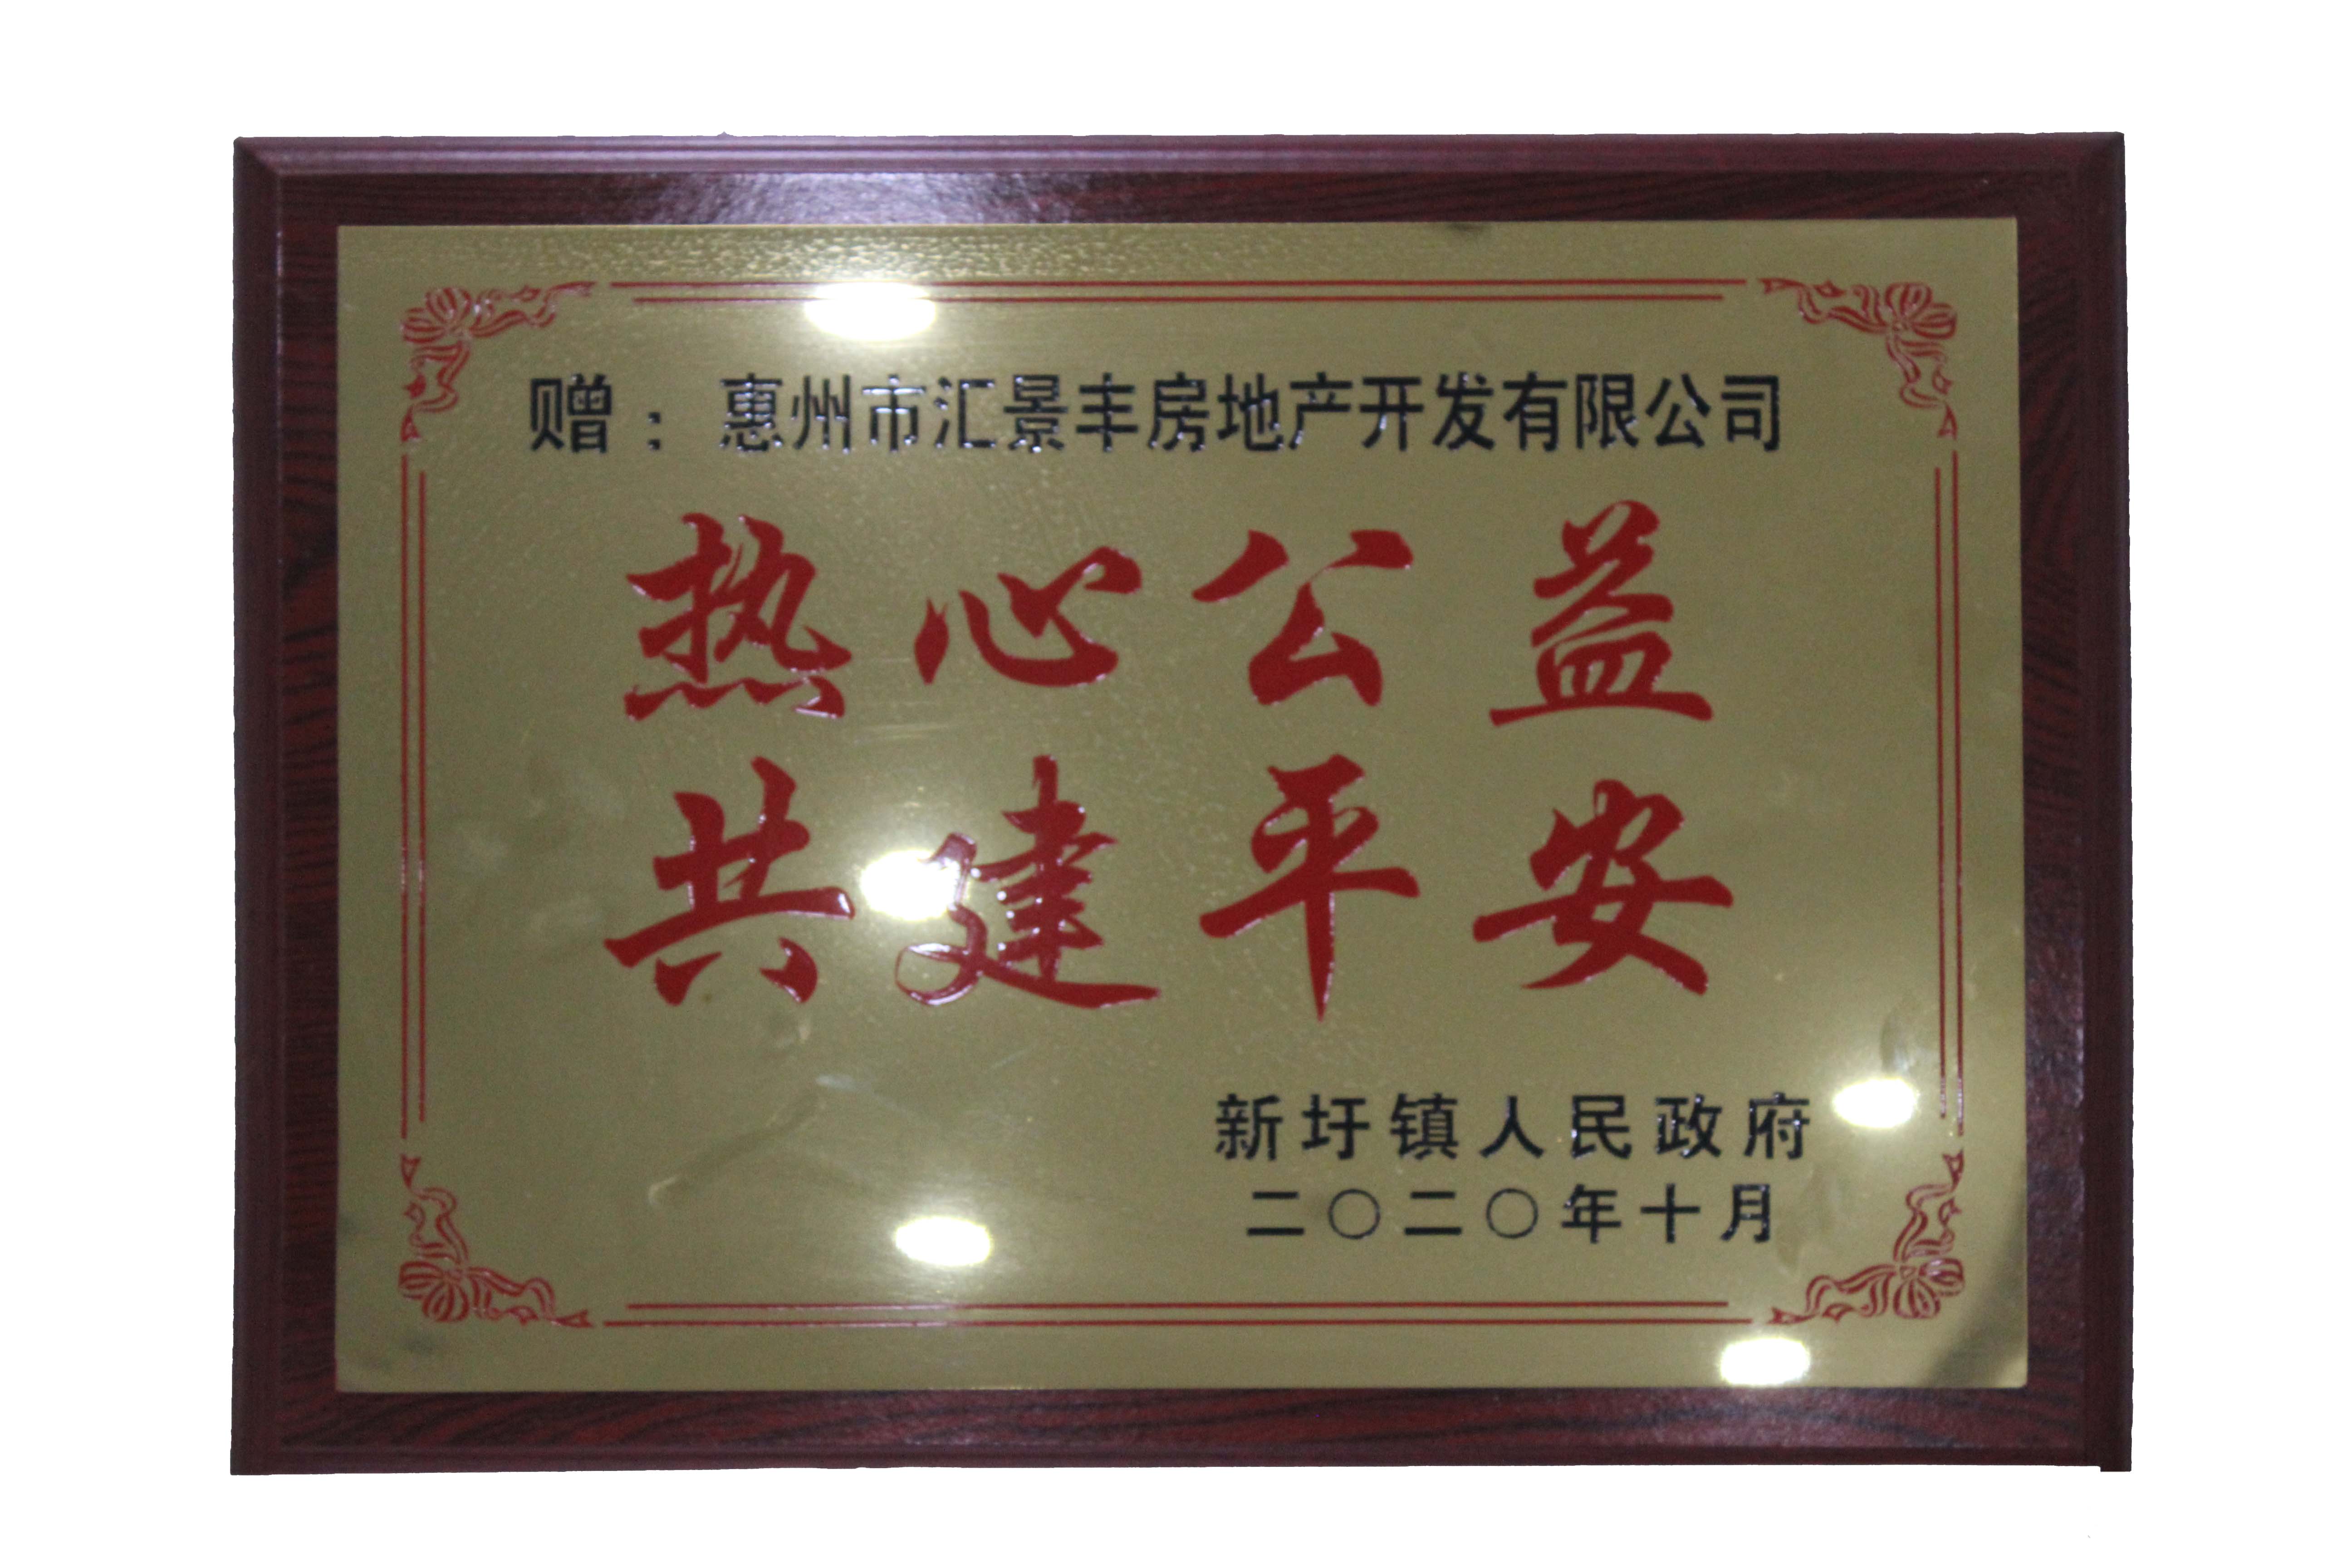 赠：惠州市汇景丰房地产开发有限公司
热心公益
共建平安
新圩镇人民政府
二〇二〇年十月